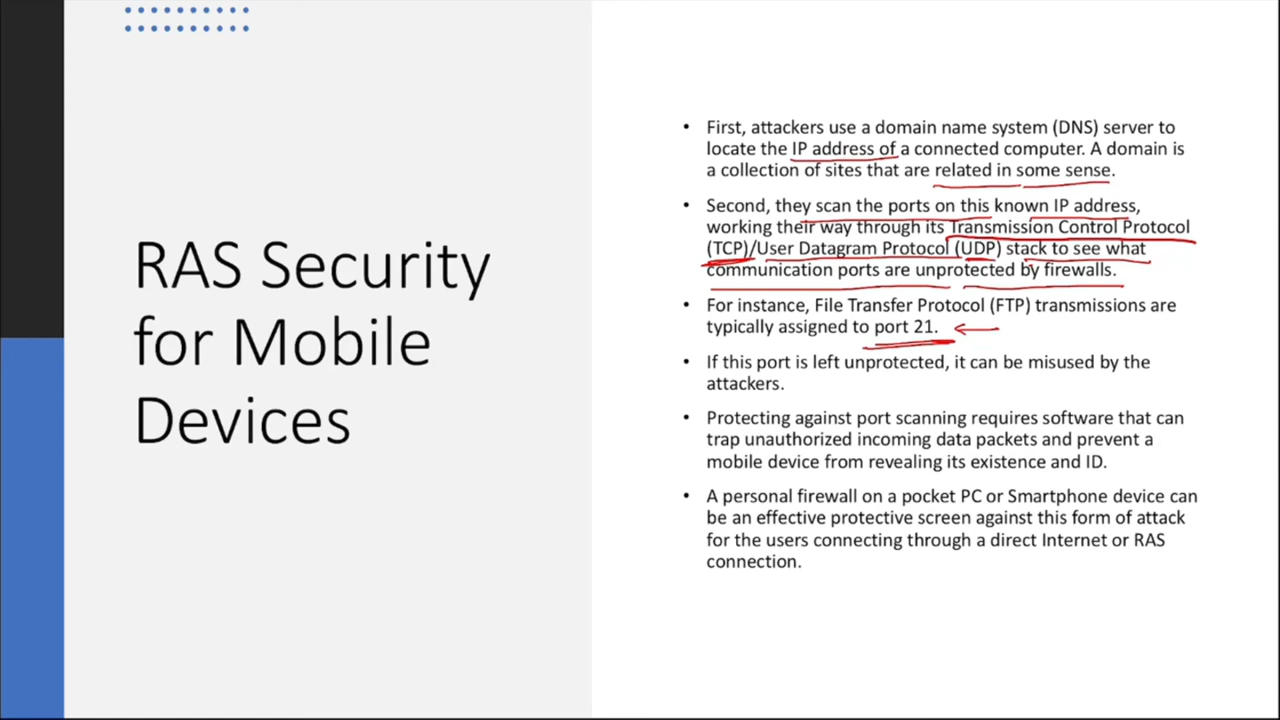 RAS Security
for Mobile
Devices
• First, attackers use a domain name system (DNS) server to
locate the IP address of a connected computer. A domain is
a collection of sites that are related in some sense.
• Second, they scan the ports on this known IP address,
working their way through its Transmission Control Protocol
(TCP)/User Datagram Protocol (UDP) stack to see what
communication ports are unprotected by firewalls.
• For instance, File Transfer Protocol (FTP) transmissions are
typically assigned to port 21.
• If this port is left unprotected, it can be misused by the
attackers.
• Protecting against port scanning requires software that can
trap unauthorized incoming data packets and prevent a
mobile device from revealing its existence and ID.
• A personal firewall on a pocket PC or Smartphone device can
be an effective protective screen against this form of attack
for the users connecting through a direct Internet or RAS
connection.